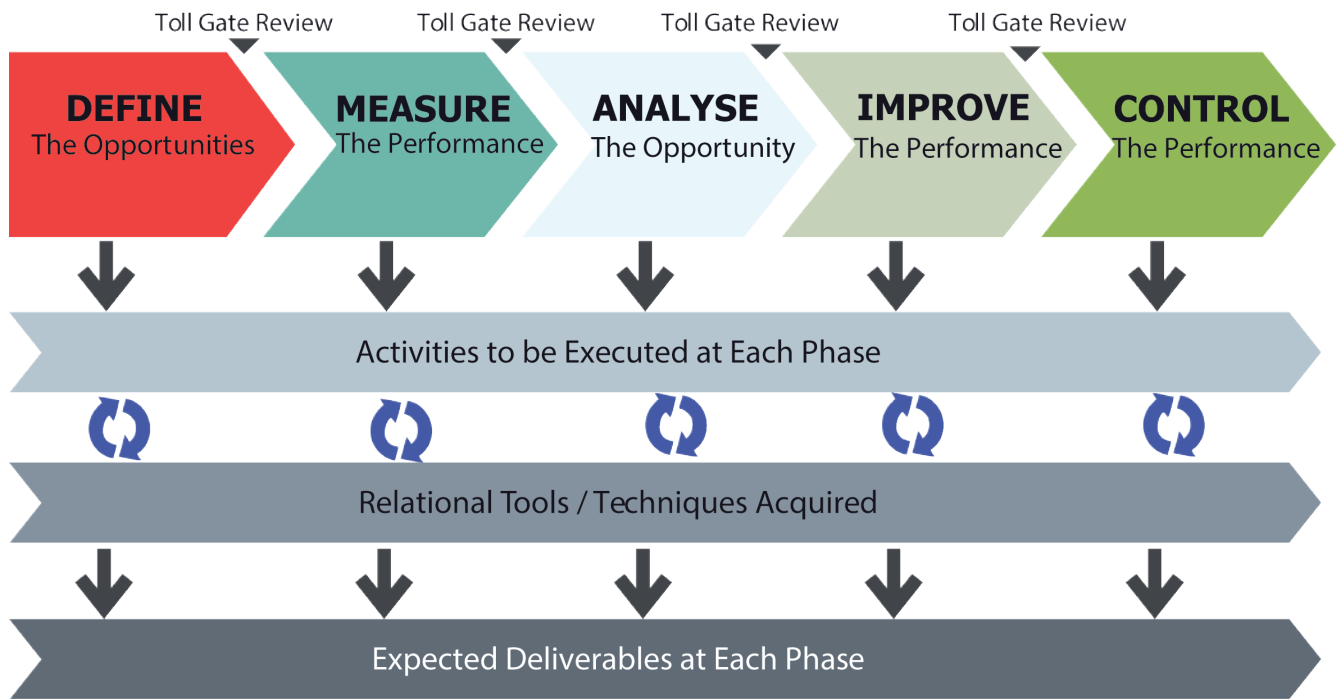 Toll Gate Review
Toll Gate Review
Toll Gate Review
Toll Gate Review
DEFINE
The Opportunities
MEASURE
The Performance
ANALYSE
The Opportunity
IMPROVE
The Performance
CONTROL
The Performance
Activities to be Executed at Each Phase
Relational Tools / Techniques Acquired
Expected Deliverables at Each Phase